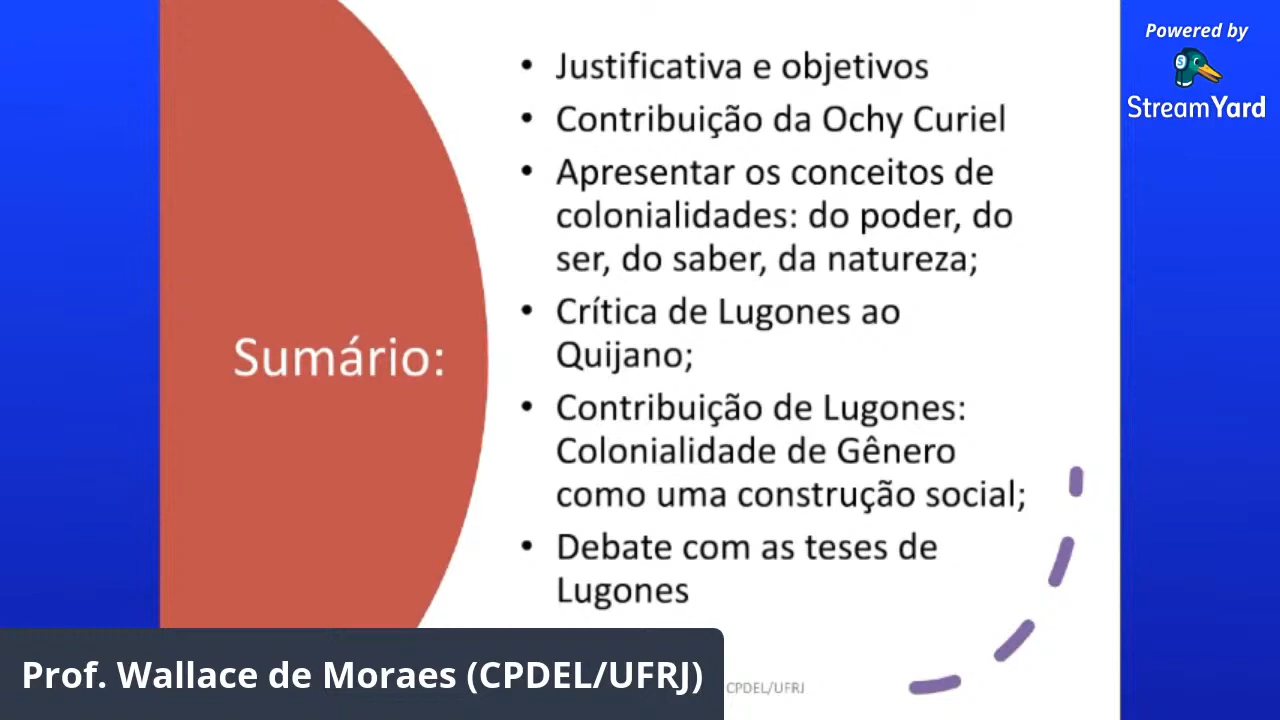 Powered by
StreamYard
• Justificativa e objetivos
• Contribuição da Ochy Curiel
• Apresentar os conceitos de
colonialidades: do poder, do
ser, do saber, da natureza;
• Crítica de Lugones ao
Quijano;
• Contribuição de Lugones:
Colonialidade de Gênero
como uma construção social;
• Debate com as teses de
Lugones
Sumário:
Prof. Wallace de Moraes (CPDEL/UFRJ)
CPDEL/UFRJ